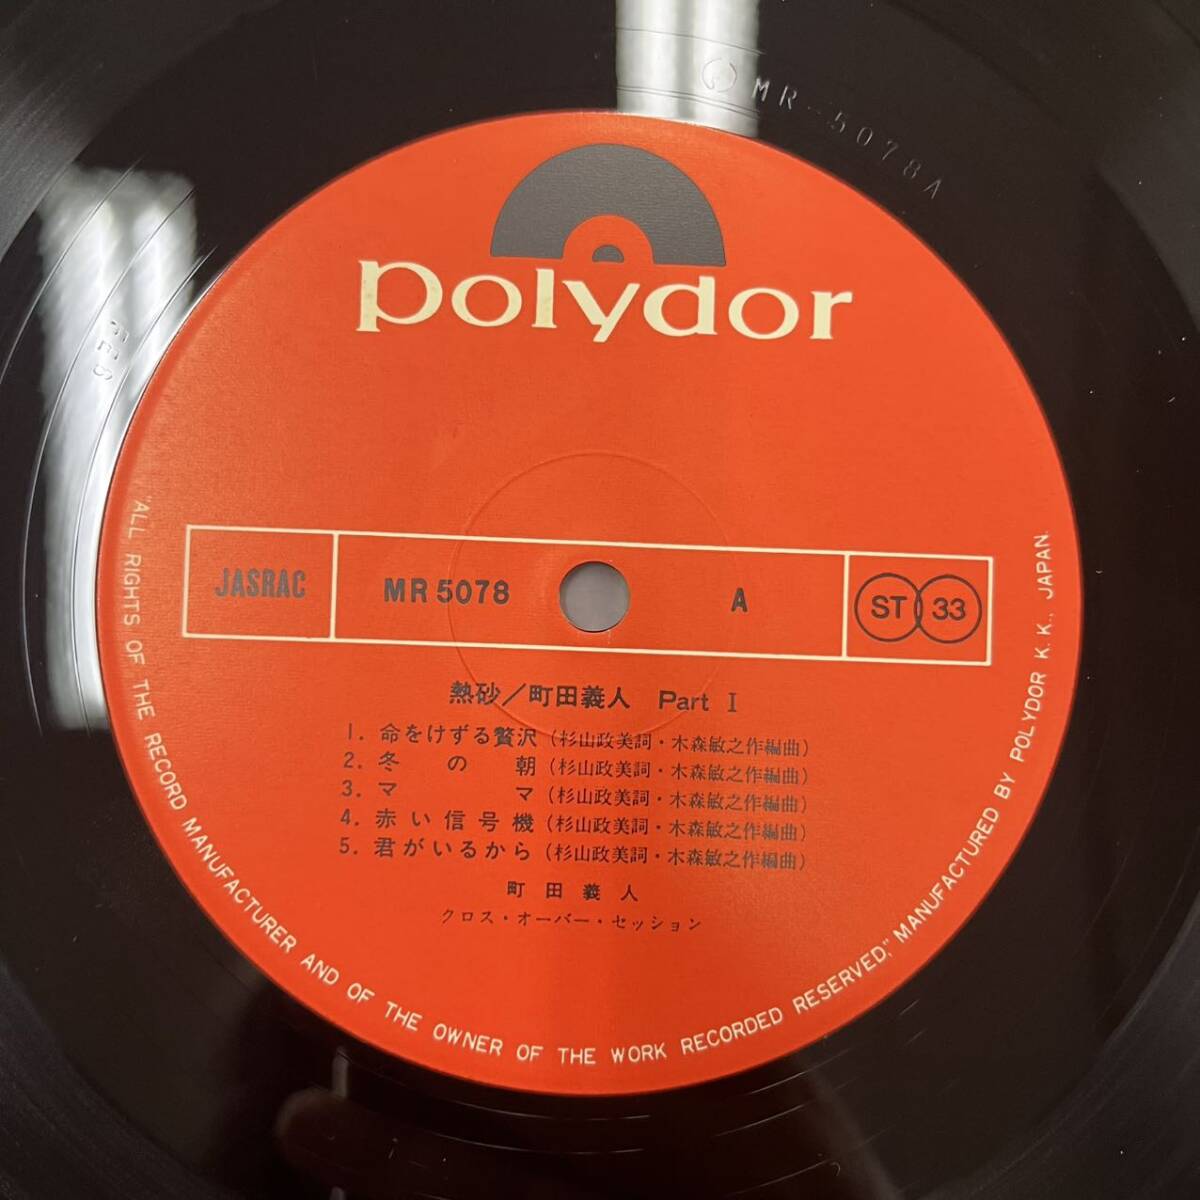 MR-5078A
polydor
JASRAC MR 5078 A ST 33
熱砂/町田義人 Part I
1. 命をけずる贅沢 (杉山政美詞・木森敏之作編曲)
2. 冬の朝 (杉山政美詞・木森敏之作編曲)
3. ママ (杉山政美詞・木森敏之作編曲)
4. 赤い信号機 (杉山政美詞・木森敏之作編曲)
5. 君がいるから (杉山政美詞・木森敏之作編曲)
町田義人
クロス・オーバー・セッション
"ALL RIGHTS OF THE RECORD MANUFACTURER AND OF THE OWNER OF THE WORK RECORDED RESERVED," MANUFACTURED BY POLYDOR K. K., JAPAN.